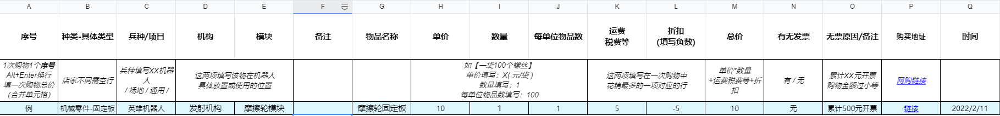 A B C D E F G H I J K L M N O P Q
序号 种类-具体类型 兵种/项目 机构 模块 备注 物品名称 单价 数量 每单位物品数 运费 税费等 折扣 (填写负数) 总价 有无发票 无票原因/备注 购买地址 时间
1次购物1个序号
Alt+Enter换行
填一次购物总价
（合并单元格）
店家不同需空行
兵种填写XX机器
人
/ 场地 / 通用 /
这两项填写该物在机器人
具体放置或使用的位置
如【一袋100个螺丝】
单价填写：X( 元/袋 )
数量填写：1
每单位物品数填写：100
这两项填写在一次购物中
花销最多的一项对应的行
单价*数量
+运费税费等+折
扣
有 / 无
累计XX元开票
购物金额过小等
网购链接
例 机械零件-固定板 英雄机器人 发射机构 摩擦轮模块 摩擦轮固定板 10 1 1 5 -5 10 无 累计500元开票 链接 2022/2/11